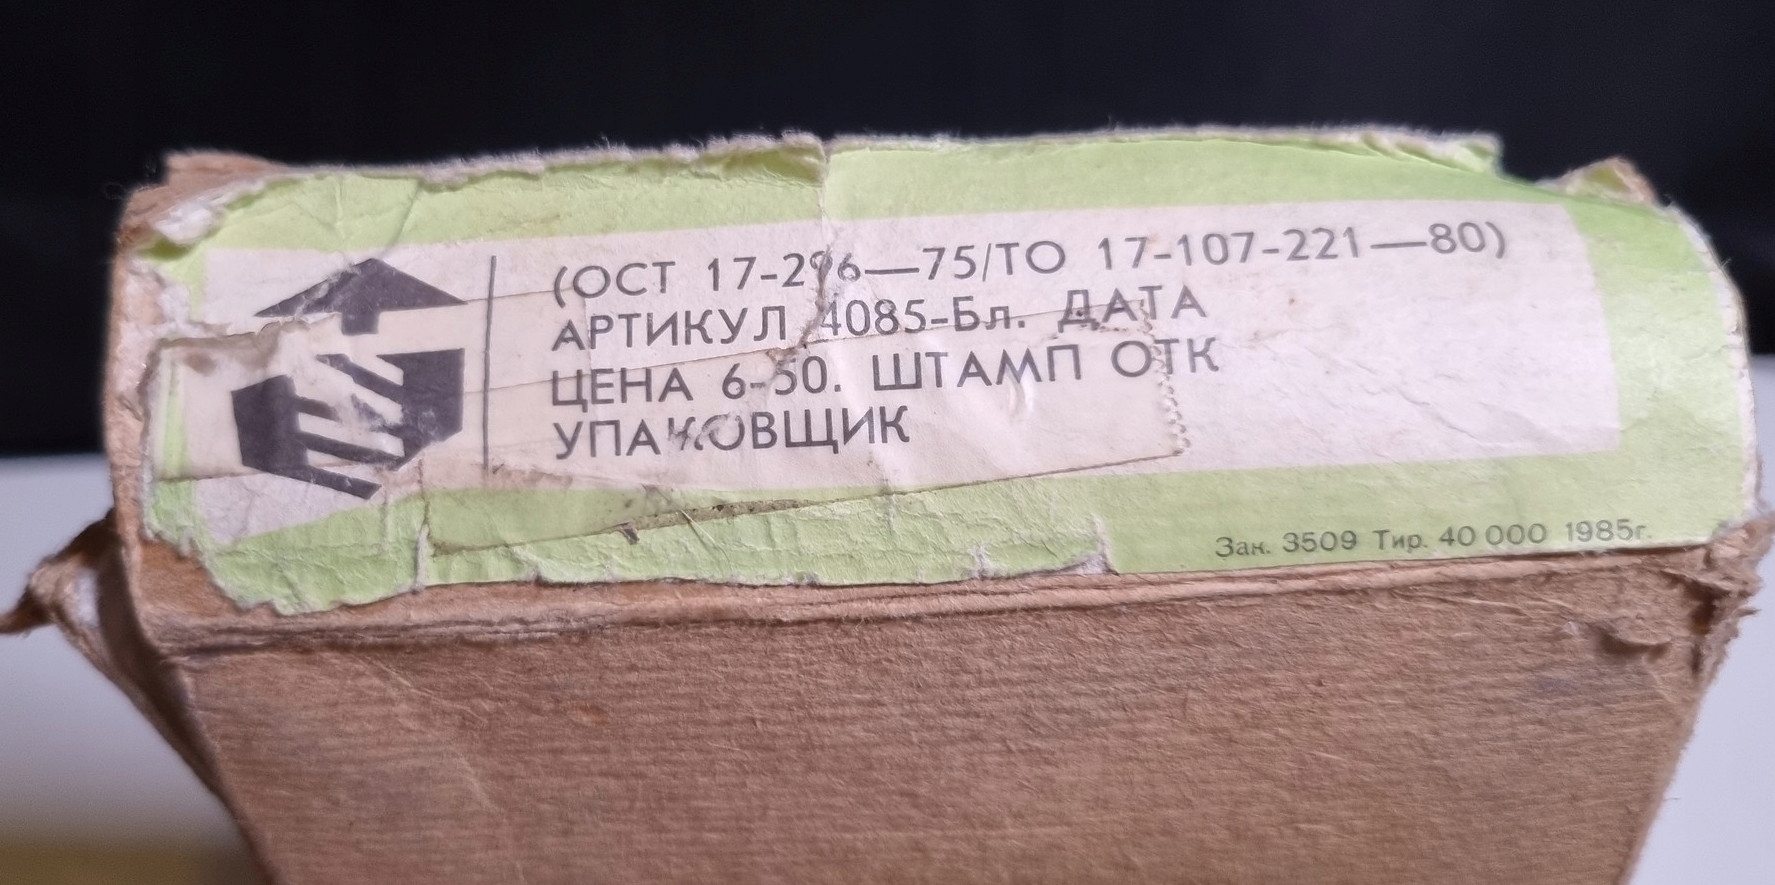 (ОСТ 17-296—75/ТО 17-107-221—80)
АРТИКУЛ 4085-Бл. ДАТА
ЦЕНА 6-50. ШТАМП ОТК
УПАКОВЩИК
Зак. 3509 Тир. 40 000 1985г.